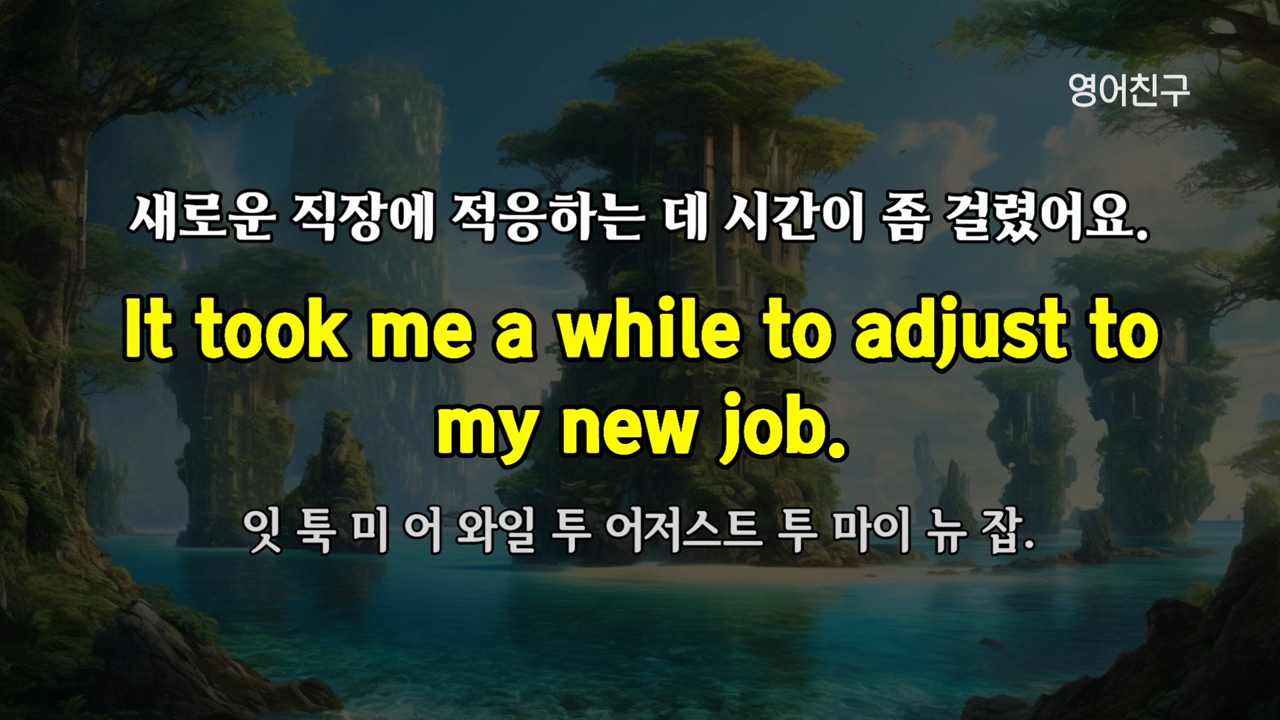 영어친구
새로운 직장에 적응하는 데 시간이 좀 걸렸어요.
It took me a while to adjust to
my new job.
잇 툭 미 어 와일 투 어저스트 투 마이 뉴 잡.